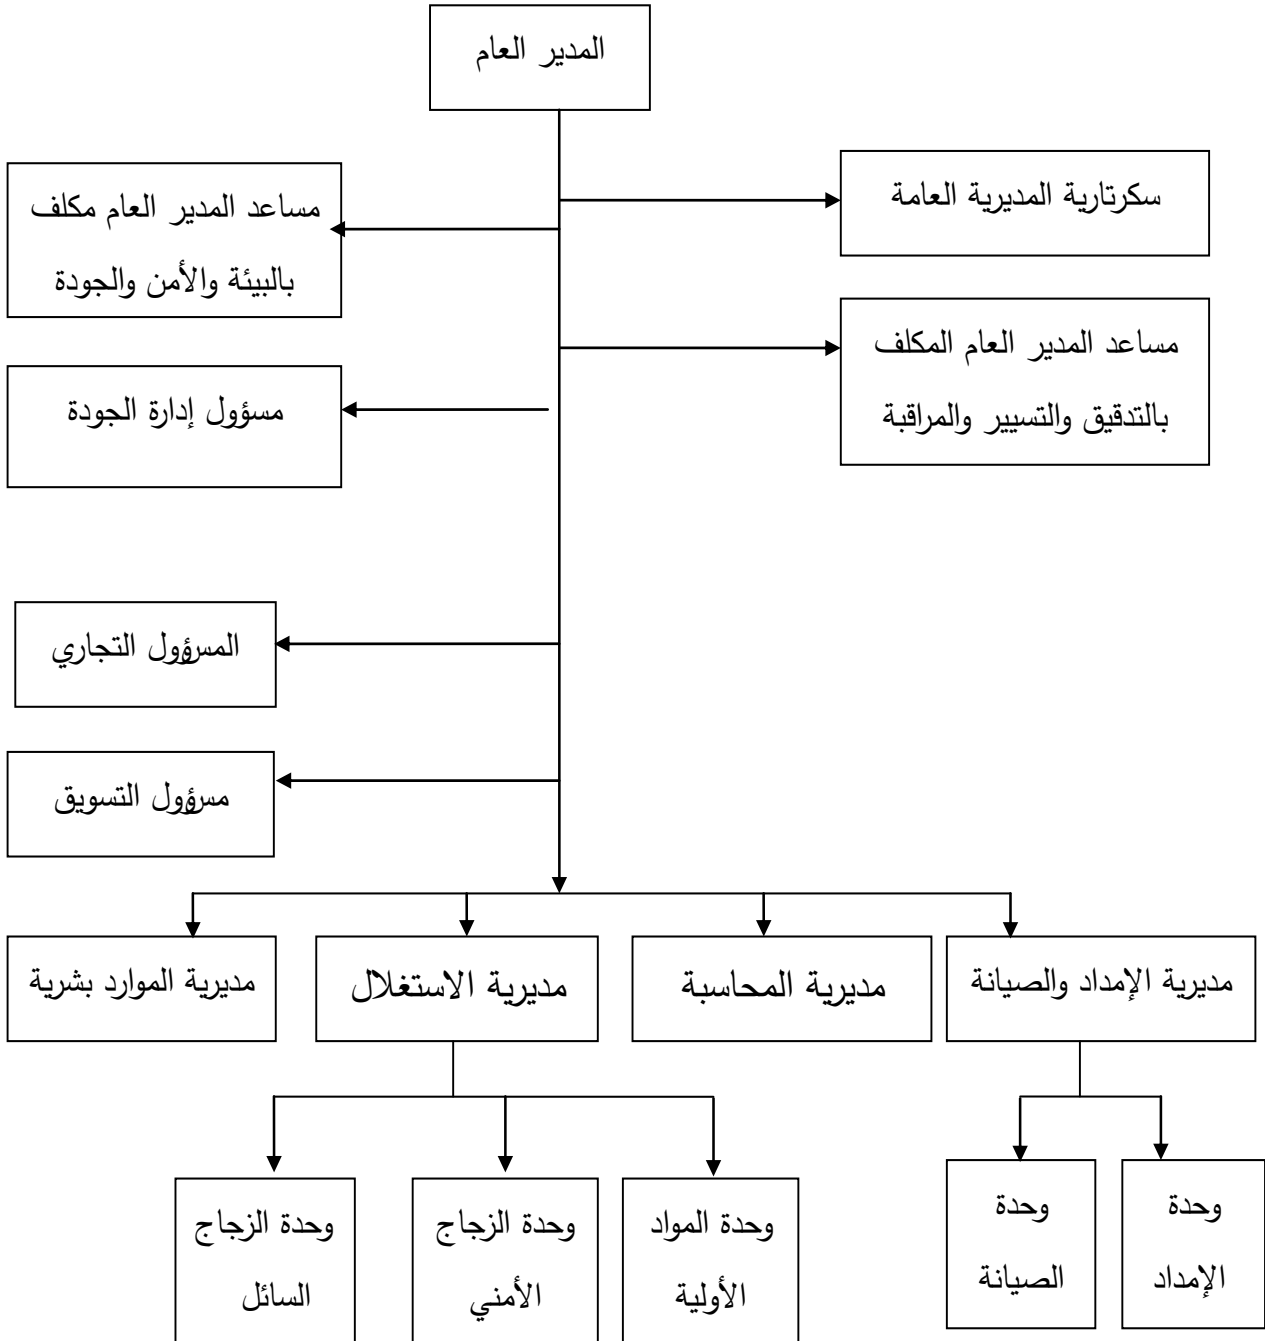 المدير العام
سكرتارية المديرية العامة
مساعد المدير العام مكلف
بالبيئة والأمن والجودة
مساعد المدير العام المكلف
بالتدقيق والتسيير والمراقبة
مسؤول إدارة الجودة
المسؤول التجاري
مسؤول التسويق
مديرية الإمداد والصيانة
مديرية المحاسبة
مديرية الاستغلال
مديرية الموارد بشرية
وحدة
الإمداد
وحدة
الصيانة
وحدة المواد
الأولية
وحدة الزجاج
الأمني
وحدة الزجاج
السائل